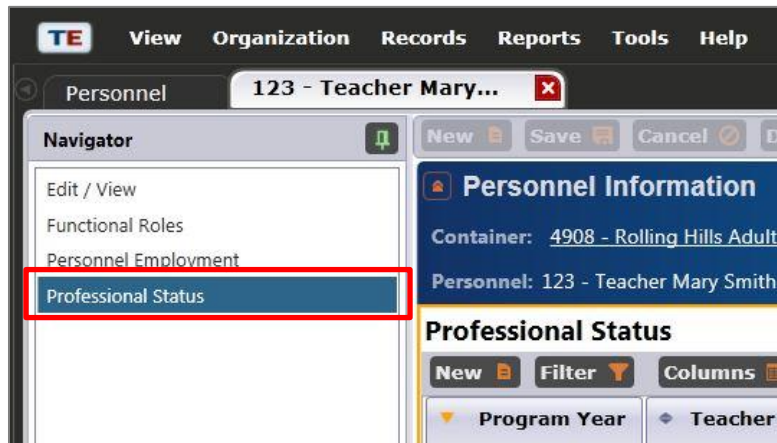 TE View Organization Records Reports Tools Help
Personnel 123 - Teacher Mary...
Navigator New Save Cancel
Edit / View
Functional Roles
Personnel Employment
Professional Status
Personnel Information
Container: 4908 - Rolling Hills Adult
Personnel: 123 - Teacher Mary Smith
Professional Status
New Filter Columns
Program Year Teacher